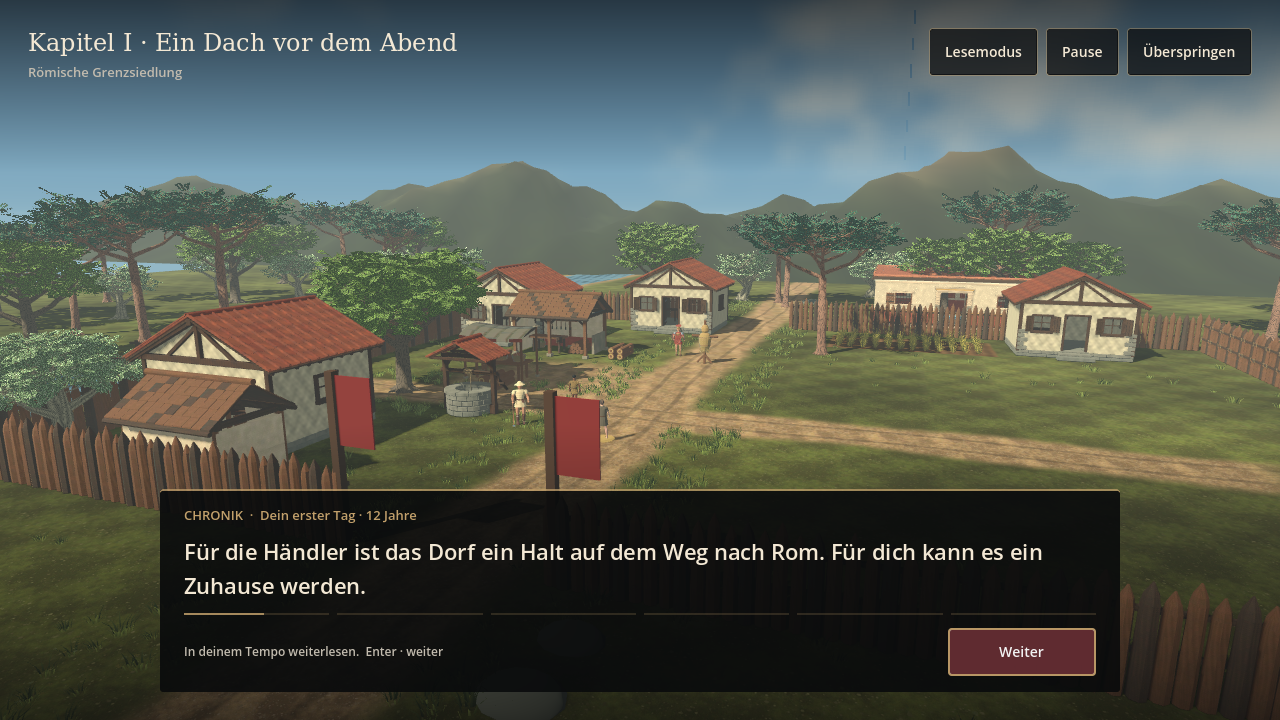 Kapitel I · Ein Dach vor dem Abend
Römische Grenzsiedlung
Lesemodus
Pause
Überspringen
CHRONIK · Dein erster Tag · 12 Jahre
Für die Händler ist das Dorf ein Halt auf dem Weg nach Rom. Für dich kann es ein
Zuhause werden.
In deinem Tempo weiterlesen. Enter · weiter
Weiter